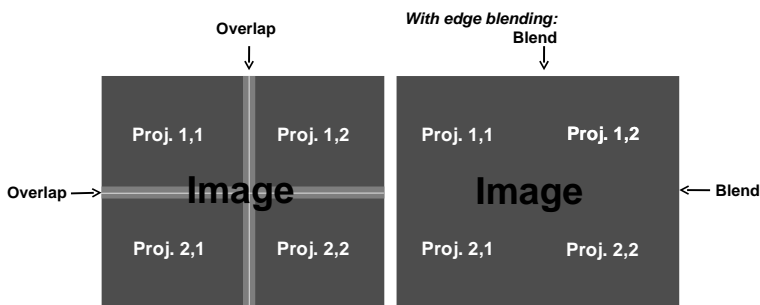 With edge blending:
Overlap
Blend
Proj. 1,1
Proj. 1,2
Proj. 1,1
Proj. 1,2
Overlap
Image
Image
Blend
Proj. 2,1
Proj. 2,2
Proj. 2,1
Proj. 2,2